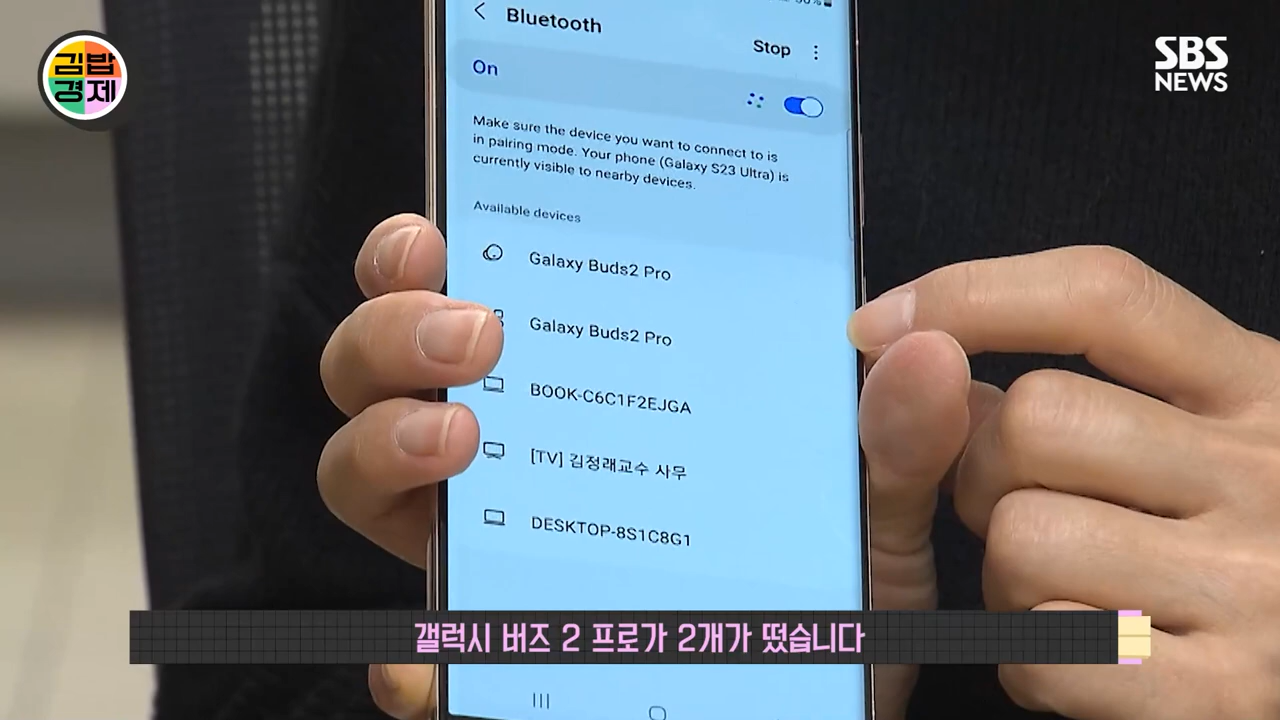 김밥
경제
SBS
NEWS
Bluetooth
Stop
On
Make sure the device you want to connect to is
in pairing mode. Your phone (Galaxy S23 Ultra) is
currently visible to nearby devices.
Available devices
Galaxy Buds2 Pro
Galaxy Buds2 Pro
BOOK-C6C1F2EJGA
[TV] 김정래교수 사무
DESKTOP-8S1C8G1
갤럭시 버즈 2 프로가 2개가 떴습니다